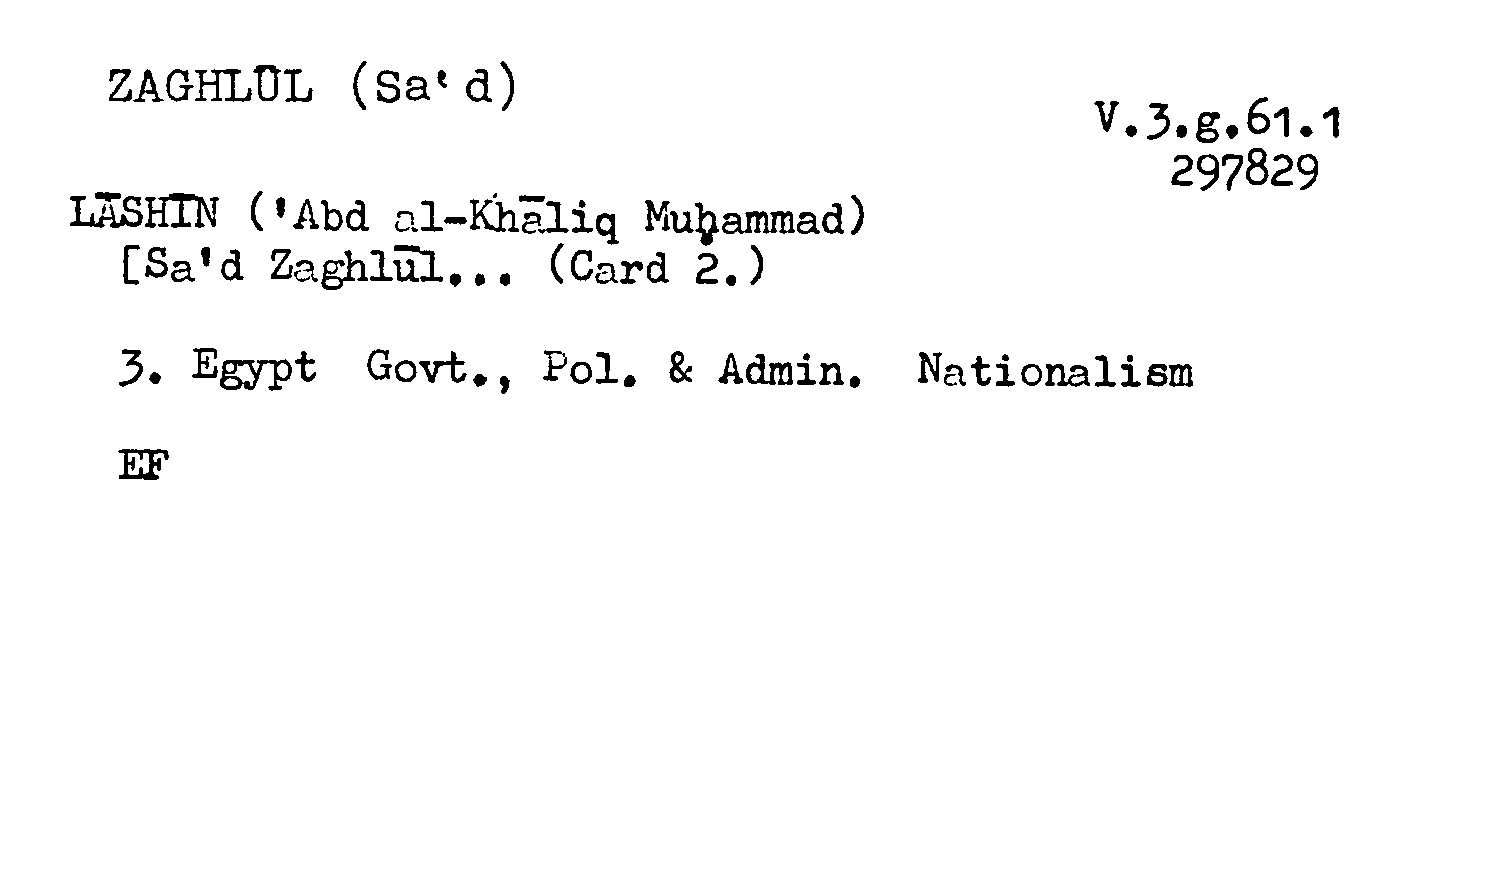 ZAGHLŪL (Sa‘d)
V.3.g.61.1
297829
LĀSHĪN ('Abd al-Khāliq Muḥammad)
[Sa'd Zaghlūl... (Card 2.)
3. Egypt Govt., Pol. & Admin. Nationalism
EF